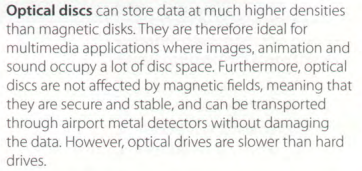 Optical discs can store data at much higher densities
than magnetic disks. They are therefore ideal for
multimedia applications where images, animation and
sound occupy a lot of disc space. Furthermore, optical
discs are not affected by magnetic fields, meaning that
they are secure and stable, and can be transported
through airport metal detectors without damaging
the data. However, optical drives are slower than hard
drives.